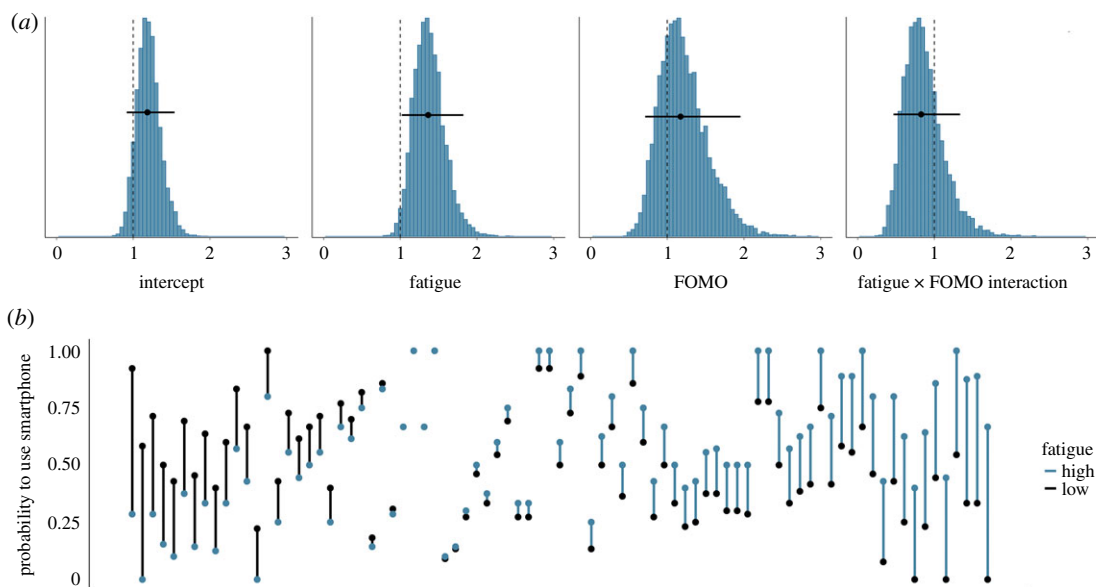 (a)
0 1 2 3
intercept
0 1 2 3
fatigue
0 1 2 3
FOMO
0 1 2 3
fatigue × FOMO interaction
(b)
probability to use smartphone
1.00
0.75
0.50
0.25
0
fatigue
high
low